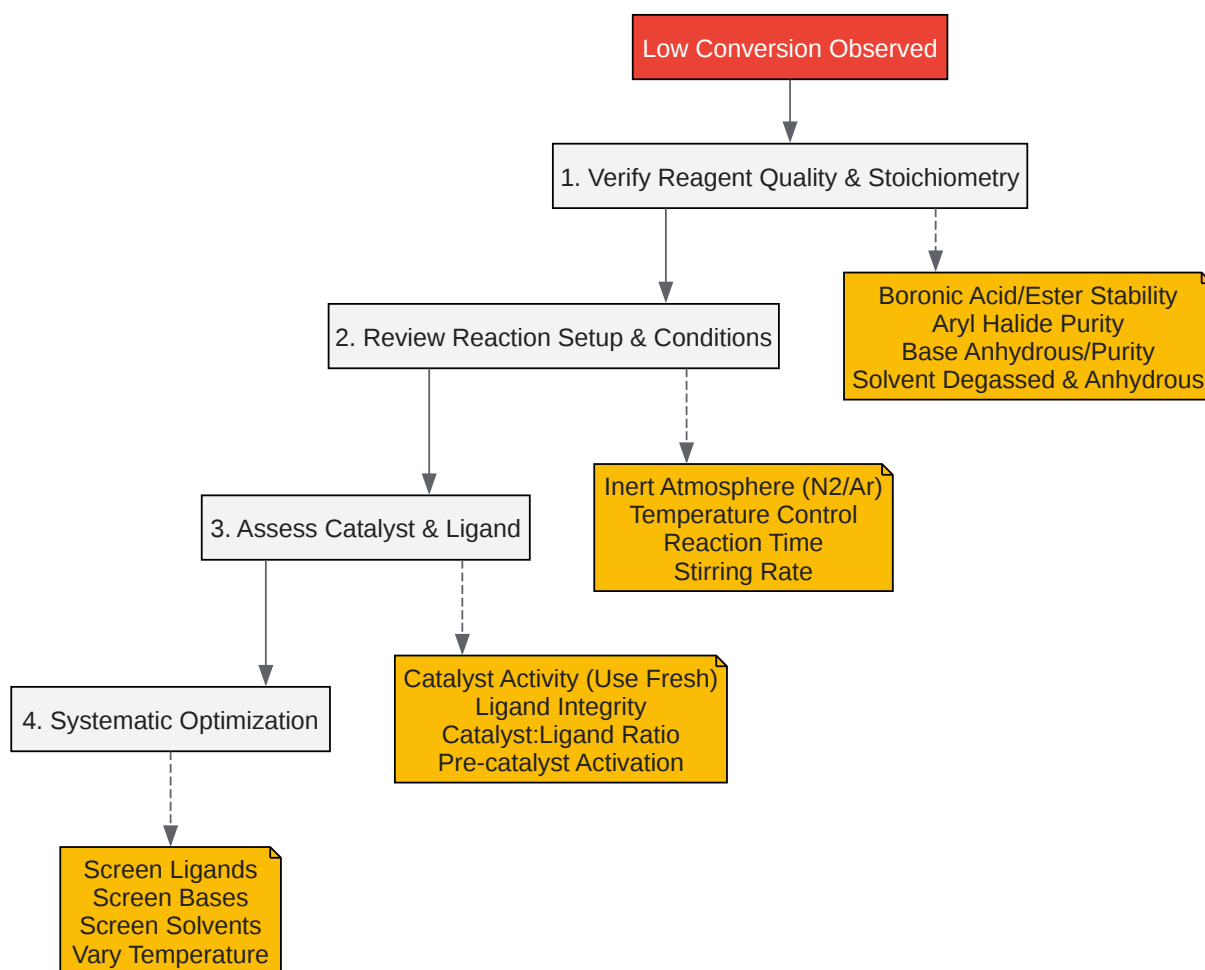 Low Conversion Observed
1. Verify Reagent Quality & Stoichiometry
Boronic Acid/Ester Stability
Aryl Halide Purity
Base Anhydrous/Purity
Solvent Degassed & Anhydrous
2. Review Reaction Setup & Conditions
Inert Atmosphere (N2/Ar)
Temperature Control
Reaction Time
Stirring Rate
3. Assess Catalyst & Ligand
Catalyst Activity (Use Fresh)
Ligand Integrity
Catalyst:Ligand Ratio
Pre-catalyst Activation
4. Systematic Optimization
Screen Ligands
Screen Bases
Screen Solvents
Vary Temperature